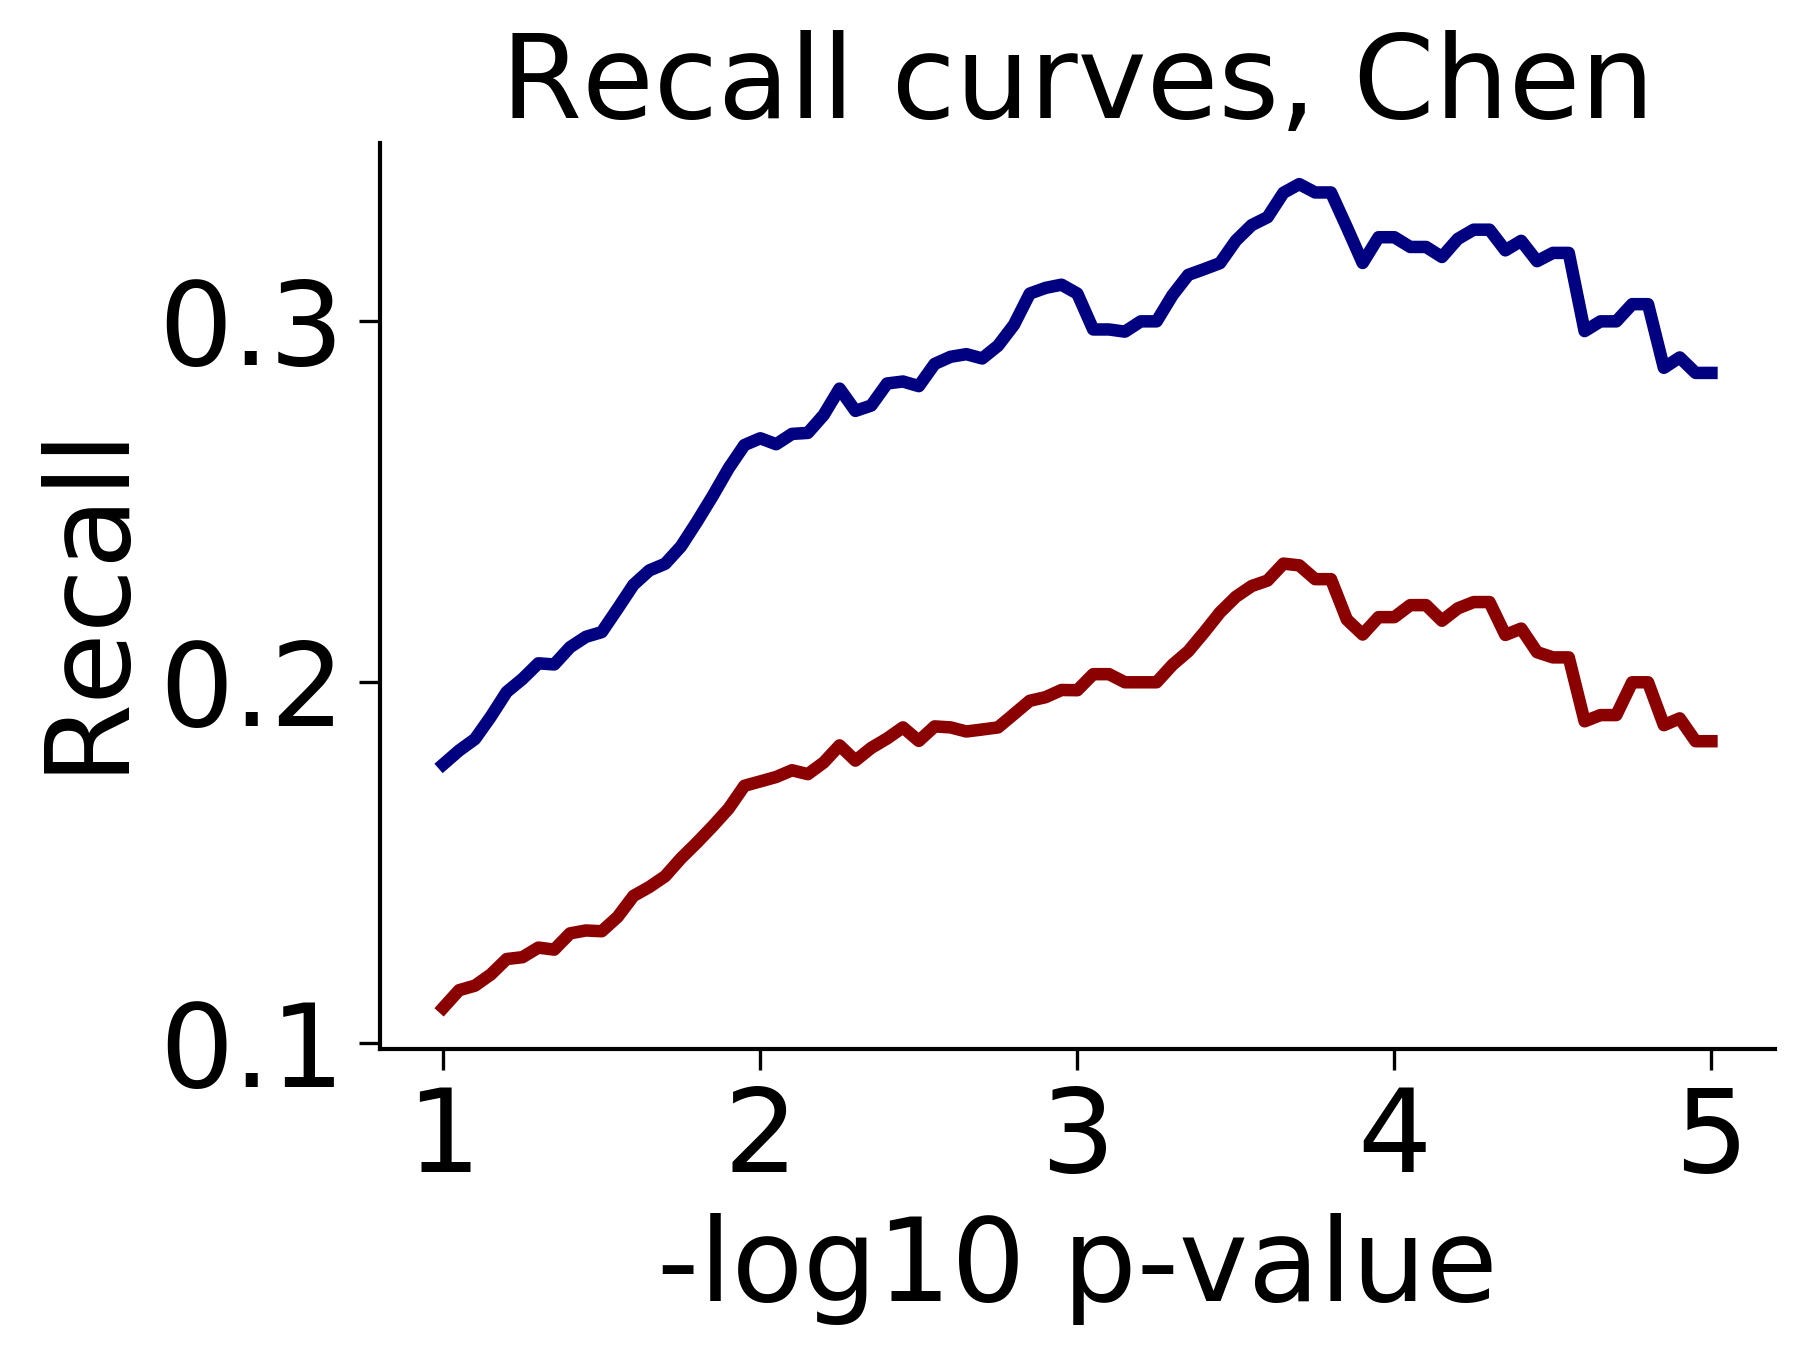 Recall curves, Chen
Recall
0.3
0.2
0.1
1 2 3 4 5
-log10 p-value